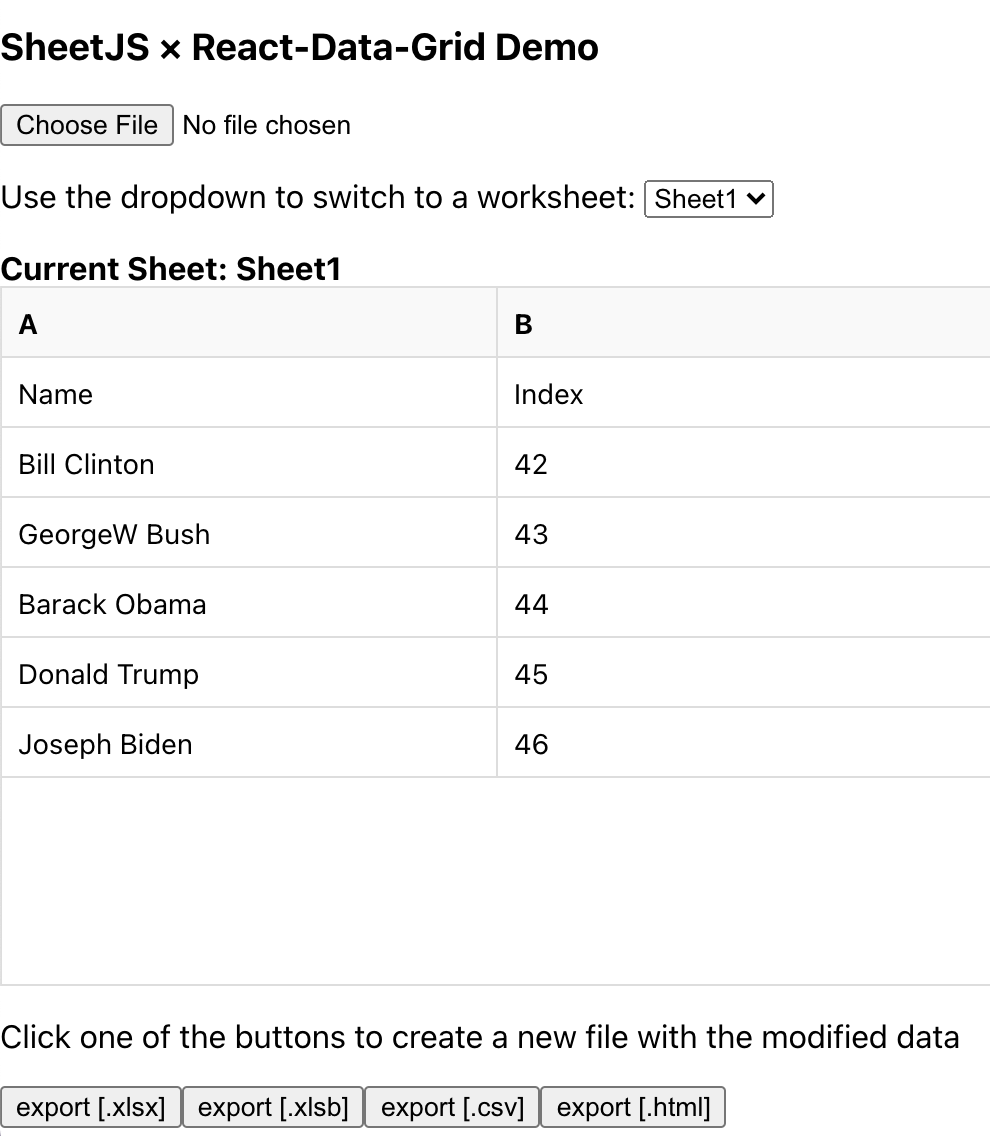 SheetJS × React-Data-Grid Demo
Choose File No file chosen
Use the dropdown to switch to a worksheet: Sheet1
Current Sheet: Sheet1
A B
Name Index
Bill Clinton 42
GeorgeW Bush 43
Barack Obama 44
Donald Trump 45
Joseph Biden 46
Click one of the buttons to create a new file with the modified data
export [.xlsx] export [.xlsb] export [.csv] export [.html]